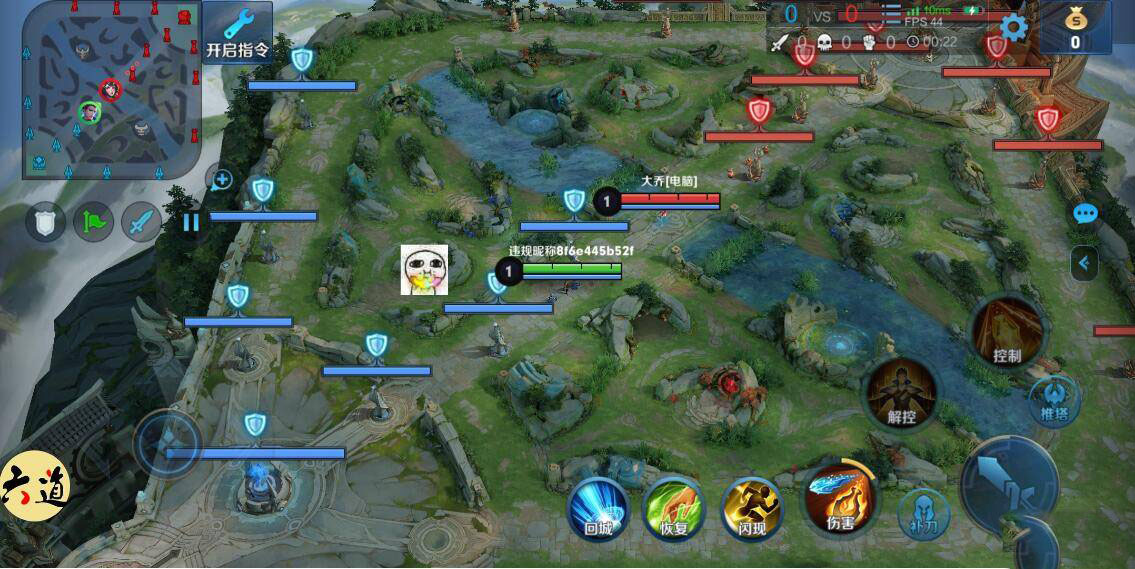 开启指令
0 VS 0
10ms
FPS 44
0 0 0 00:22
S
0
大乔[电脑]
1
违规昵称8f6e445b52f
1
控制
解控
推塔
六道
回城
恢复
闪现
伤害
补刀